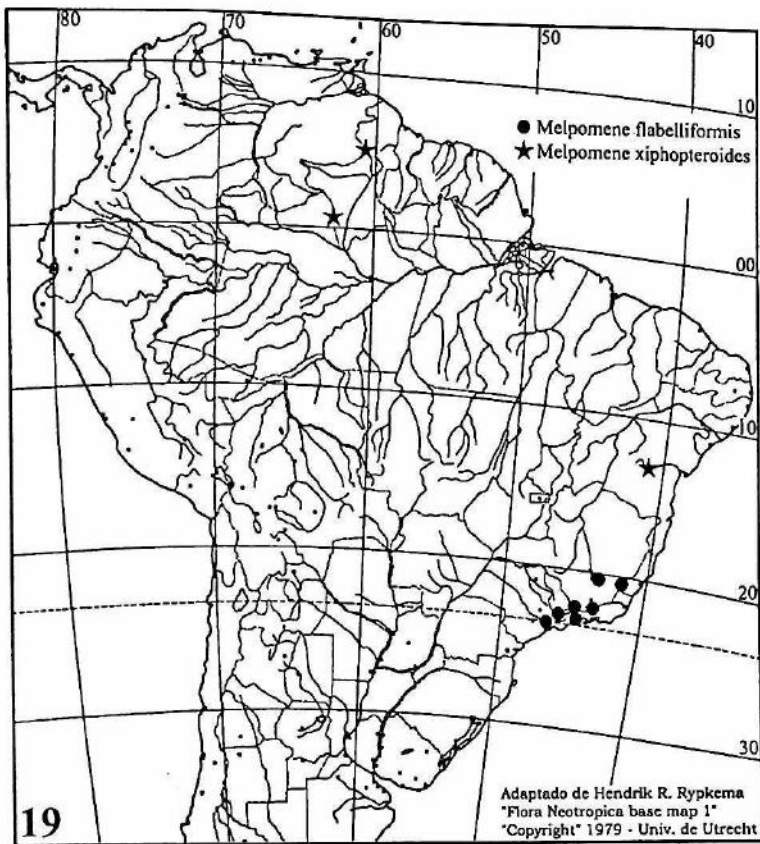 80
70
60
50
40
10
● Melpomene flabelliformis
★ Melpomene xiphopteroides
00
10
20
30
19
Adaptado de Hendrik R. Rypkema
"Flora Neotropica base map 1"
"Copyright" 1979 - Univ. de Utrecht